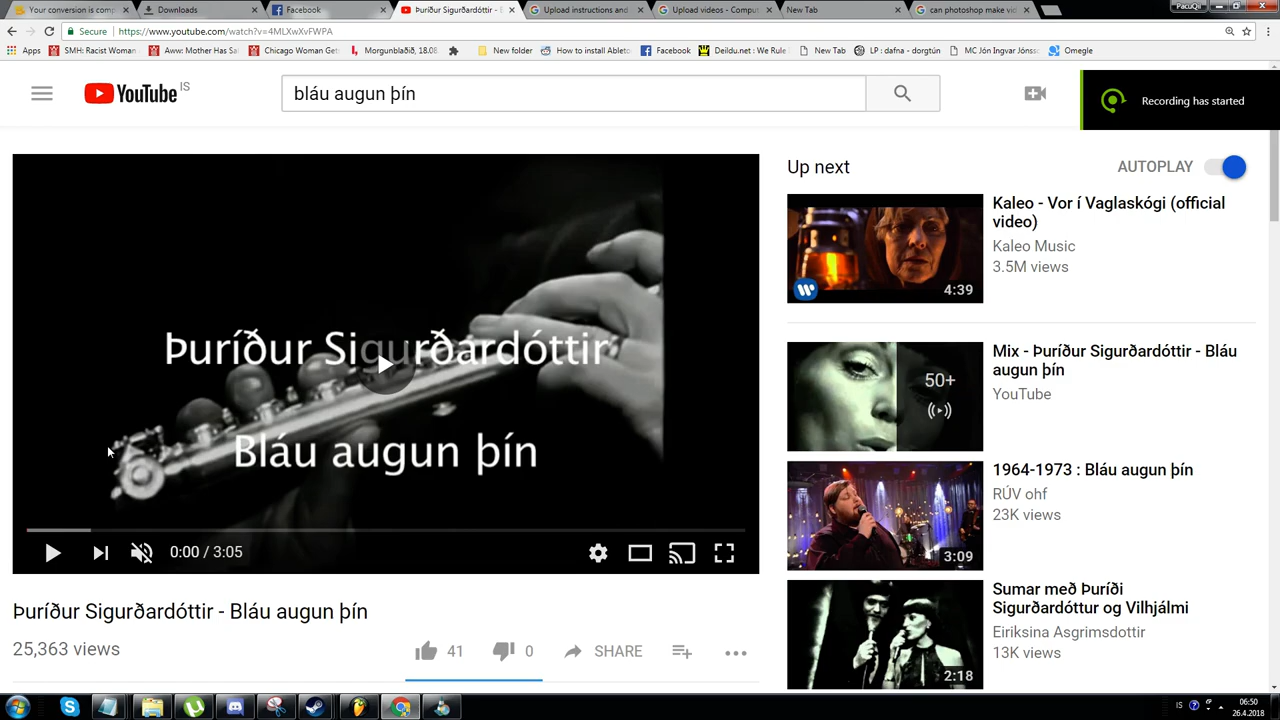 Your conversion is comp
Downloads
Facebook
Þuríður Sigurðardóttir - B
Upload instructions and
Upload videos - Comput
New Tab
can photoshop make vid
PacuQii
Secure
https://www.youtube.com/watch?v=4MLXwXvFWPA
Apps
SMH: Racist Woman
Aww: Mother Has Sa
Chicago Woman Get
Morgunblaðið, 18.0
New folder
How to install Ableto
Facebook
Deildu.net : We Rule
New Tab
LP : dafna - dorgtún
MC Jón Ingvar Jónss
Omegle
YouTube IS
bláu augun þín
Recording has started
Þuríður Sigurðardóttir
Bláu augun þín
0:00 / 3:05
Þuríður Sigurðardóttir - Bláu augun þín
25,363 views
41
0
SHARE
Up next
AUTOPLAY
Kaleo - Vor í Vaglaskógi (official
video)
Kaleo Music
3.5M views
4:39
Mix - Þuríður Sigurðardóttir - Bláu
augun þín
YouTube
50+
1964-1973 : Bláu augun þín
RÚV ohf
23K views
3:09
Sumar með Þuríði
Sigurðardóttur og Vilhjálmi
Eiriksina Asgrimsdottir
13K views
2:18
IS
06:50
26.4.2018